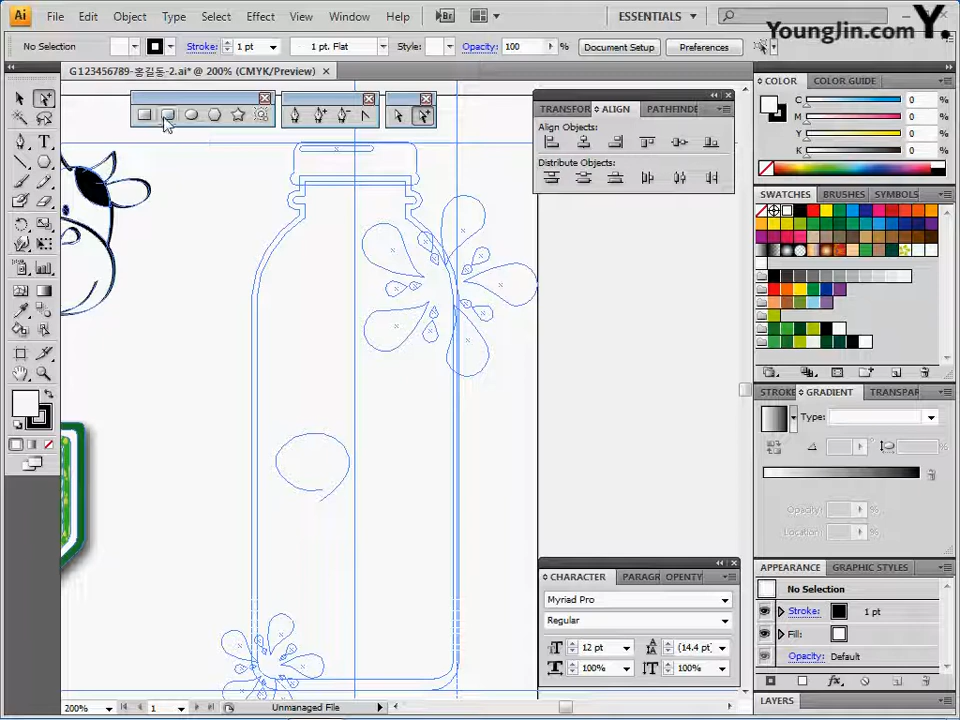 Ai File Edit Object Type Select Effect View Window Help Br ESSENTIALS
YoungJin.com Y.
No Selection Stroke: 1 pt 1 pt. Flat Style: Opacity: 100 % Document Setup Preferences
G123456789-홍길동-2.ai* @ 200% (CMYK/Preview)
COLOR COLOR GUIDE
C 0 %
M 0 %
Y 0 %
K 0 %
TRANSFOR ALIGN PATHFINDE
Align Objects:
Distribute Objects:
SWATCHES BRUSHES SYMBOLS
STROKE GRADIENT TRANSPAR
Type:
%
Opacity: %
Location: %
CHARACTER PARAGR OPENTY
Myriad Pro
Regular
12 pt (14.4 pt)
100% 100%
APPEARANCE GRAPHIC STYLES
No Selection
Stroke: 1 pt
Fill:
Opacity: Default
LAYERS
200% 1 Unmanaged File